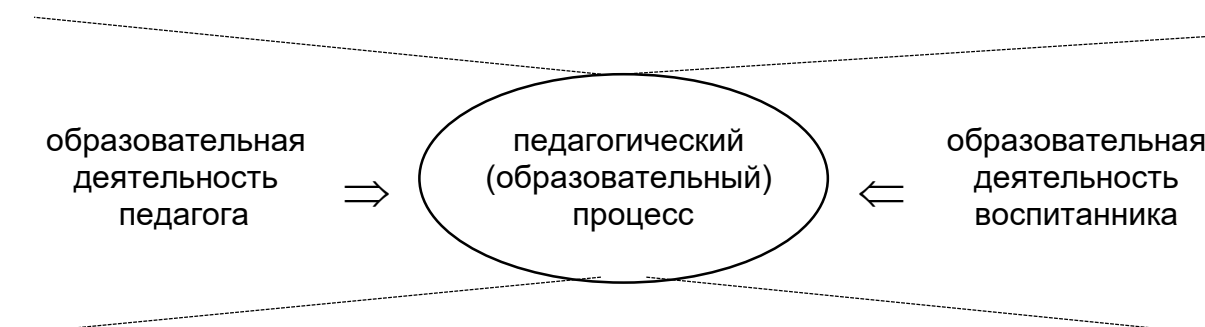 образовательная
деятельность
педагога
⇒
педагогический
(образовательный)
процесс
⇐
образовательная
деятельность
воспитанника